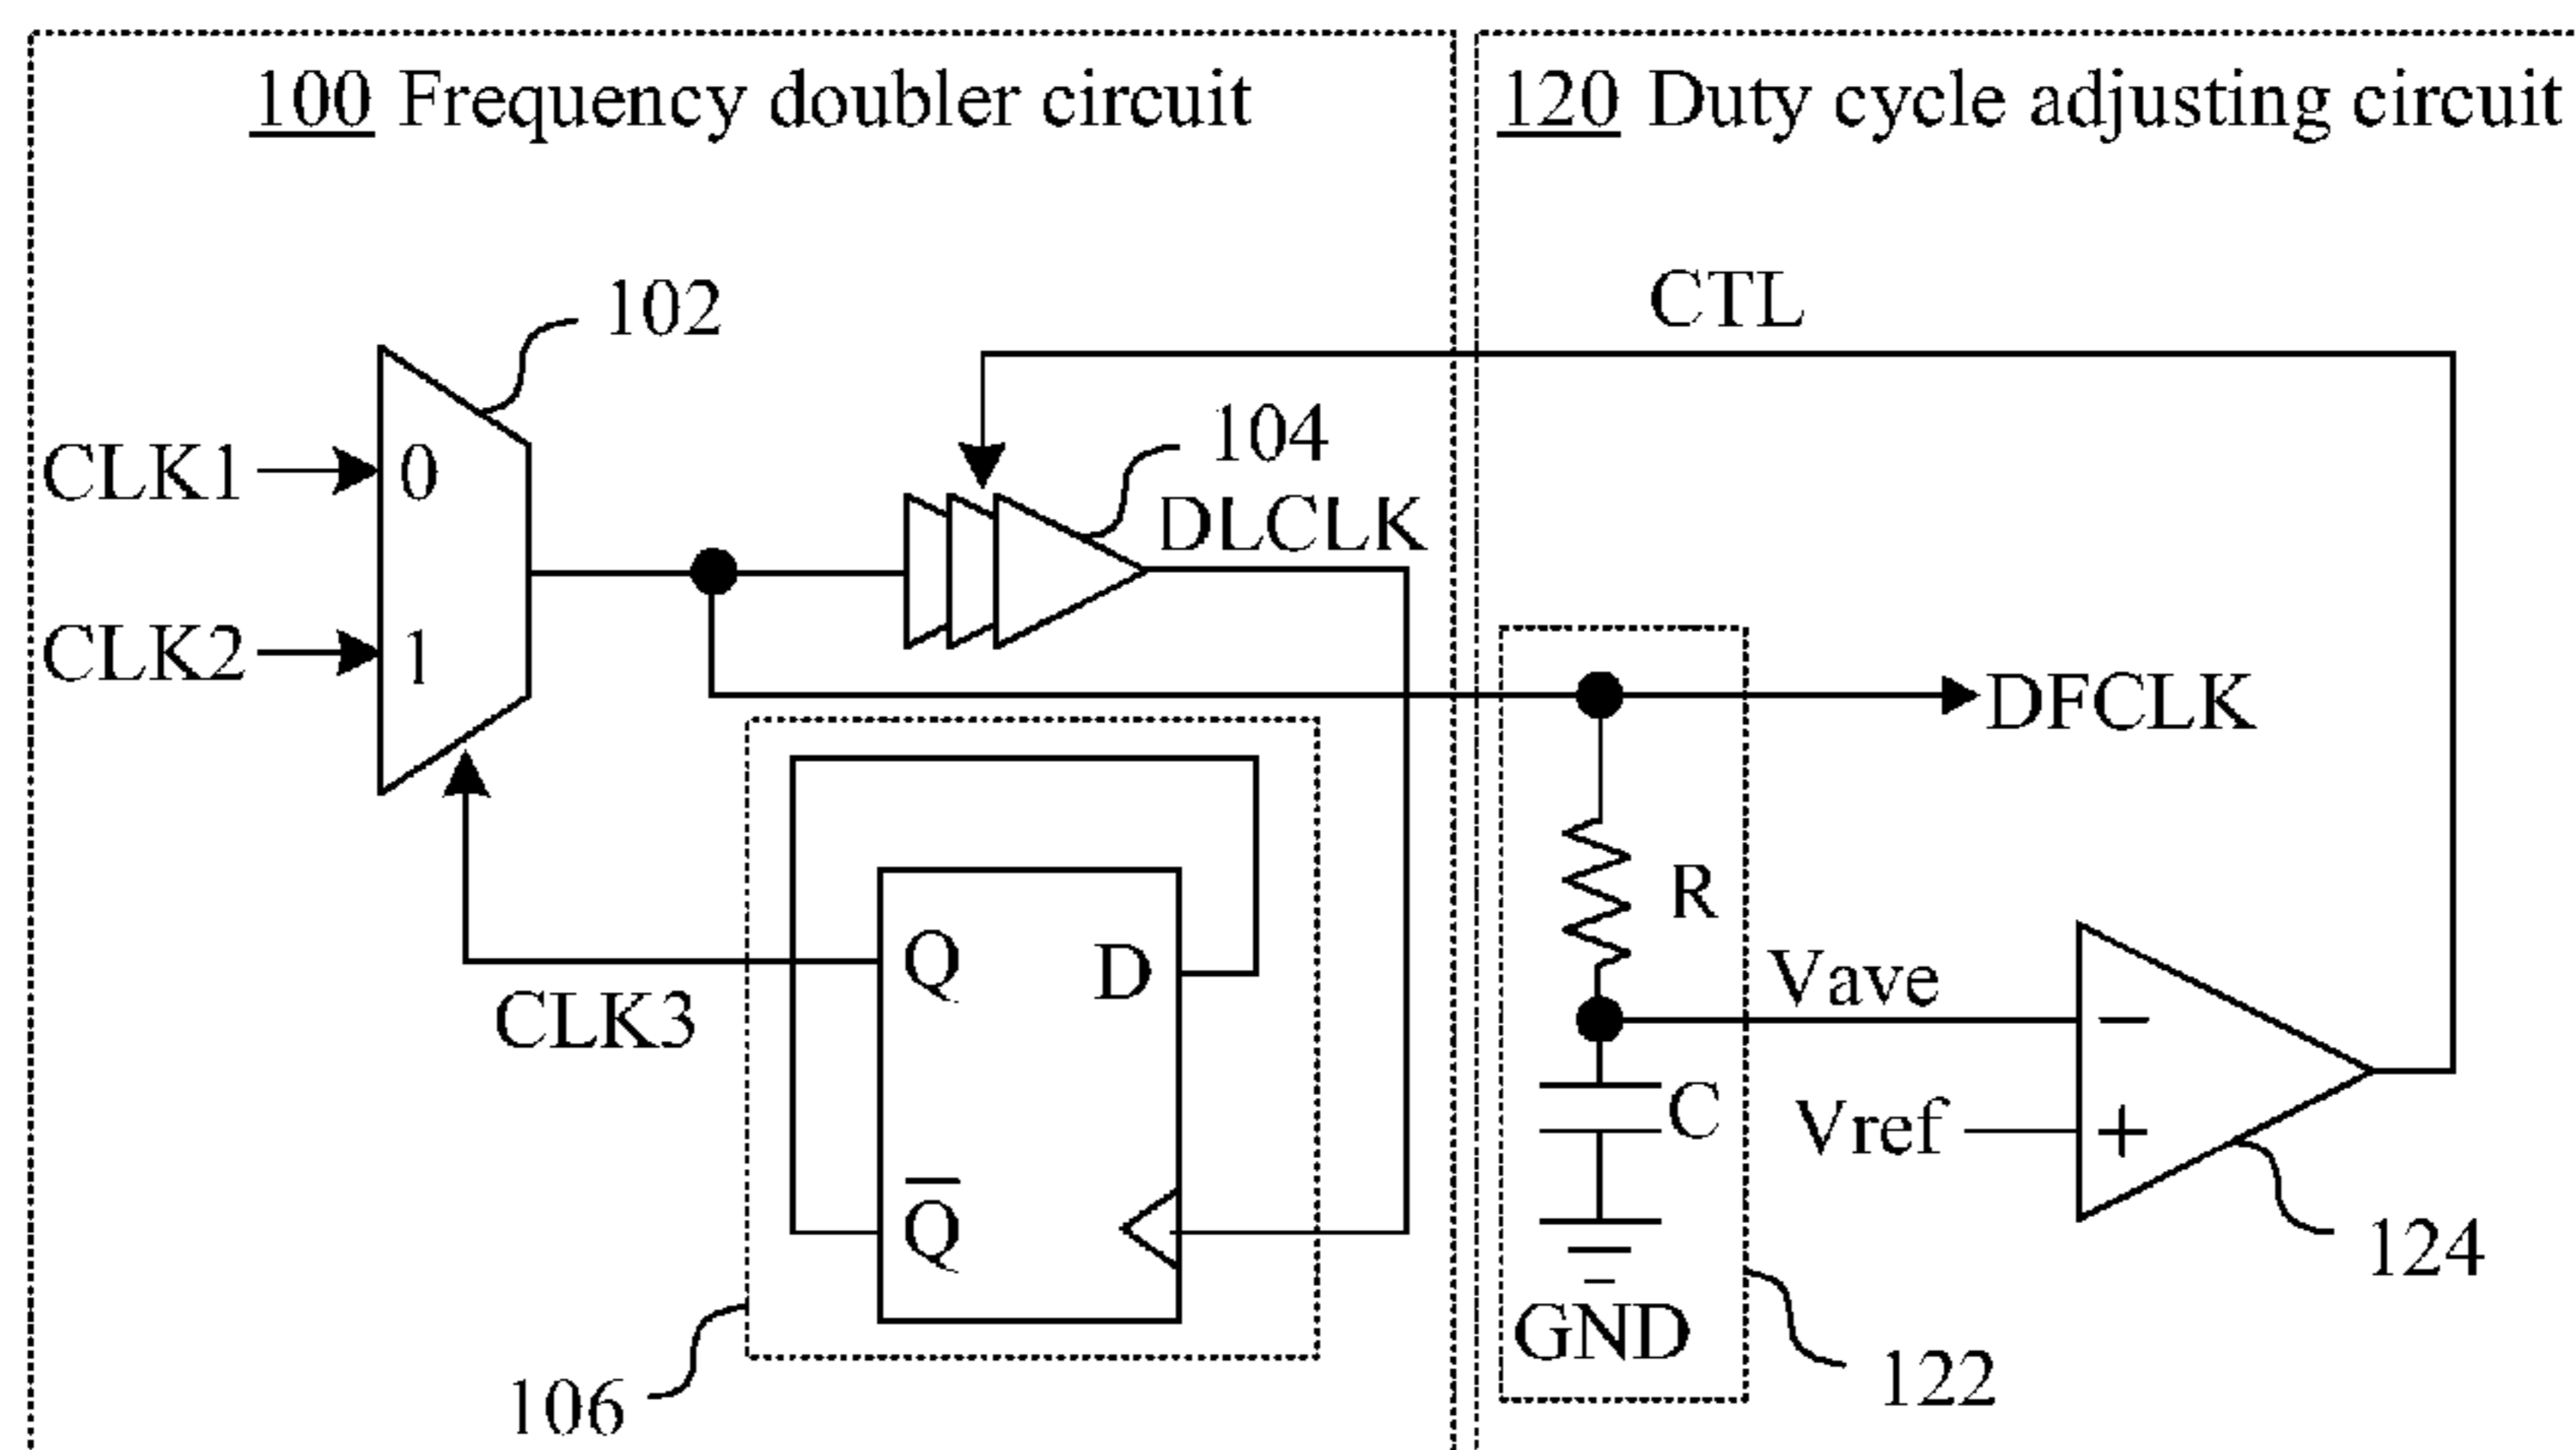 100 Frequency doubler circuit
120 Duty cycle adjusting circuit
CTL
102
104
CLK1
0
DLCLK
CLK2
1
DFCLK
R
Q
D
Vave
−
CLK3
C
Vref
+
Q̅
124
GND
122
106